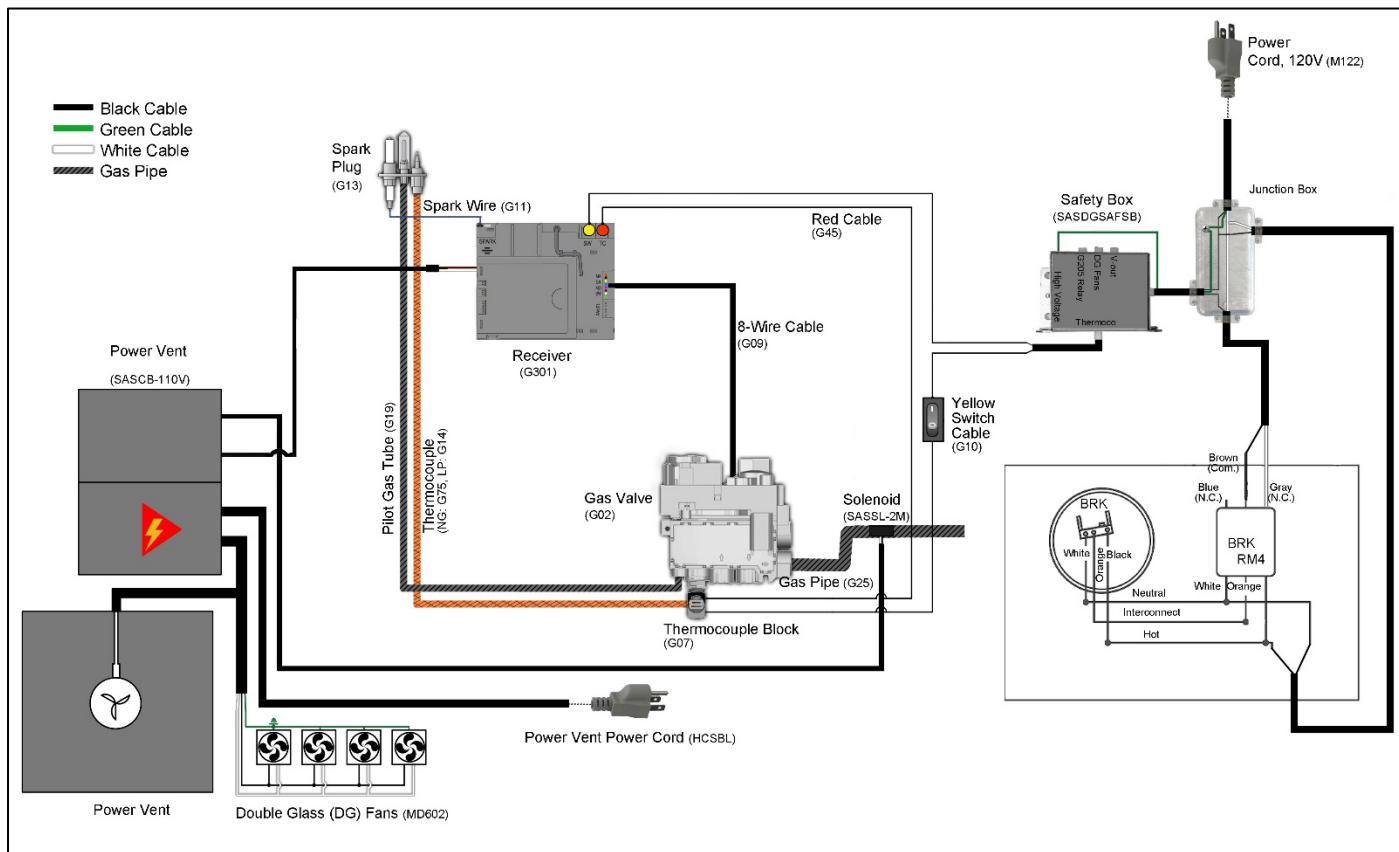 Black Cable
Green Cable
White Cable
Gas Pipe
Spark
Plug
(G13)
Spark Wire (G11)
SPARK
SW
TC
Receiver
(G301)
8-Wire Cable
(G09)
Red Cable
(G45)
Power
Cord, 120V (M122)
Junction Box
Safety Box
(SASDGSAFSB)
V out
DG Fans
G205 Relay
High Voltage
Thermoco
Power Vent
(SASCB-110V)
Pilot Gas Tube (G19)
Thermocouple
(NG: G75, LP: G14)
Gas Valve
(G02)
Solenoid
(SASSL-2M)
Gas Pipe (G25)
Thermocouple Block
(G07)
Yellow
Switch
Cable
(G10)
Brown
(Com.)
Blue
(N.C.)
Gray
(N.C.)
BRK
White
Orange
Black
BRK
RM4
White
Orange
Neutral
Interconnect
Hot
Power Vent Power Cord (HCSBL)
Power Vent
Double Glass (DG) Fans (MD602)